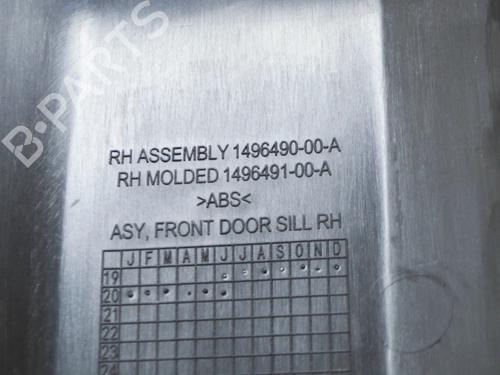 B-PARTS
RH ASSEMBLY 1496490-00-A
RH MOLDED 1496491-00-A
>ABS<
ASY, FRONT DOOR SILL RH
J F M A M J J A S O N D
19
20
21
22
23
24